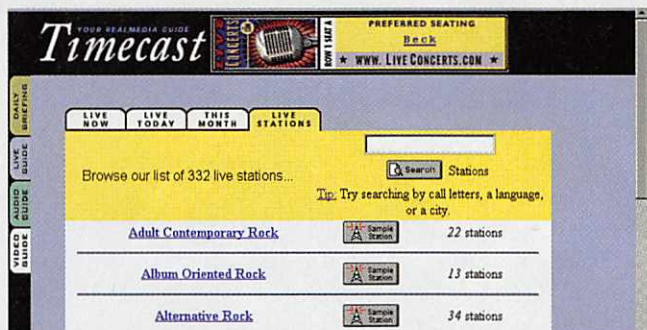 YOUR REALMEDIA GUIDE
Timecast
LIVE CONCERTS
ROW 1 SEAT A
PREFERRED SEATING
Beck
★ WWW. LIVECONCERTS.COM ★
DAILY BRIEFING
LIVE GUIDE
AUDIO GUIDE
VIDEO GUIDE
LIVE NOW
LIVE TODAY
THIS MONTH
LIVE STATIONS
Browse our list of 332 live stations...
Search Stations
Tip: Try searching by call letters, a language,
or a city.
Adult Contemporary Rock Sample Station 22 stations
Album Oriented Rock Sample Station 13 stations
Alternative Rock Sample Station 34 stations